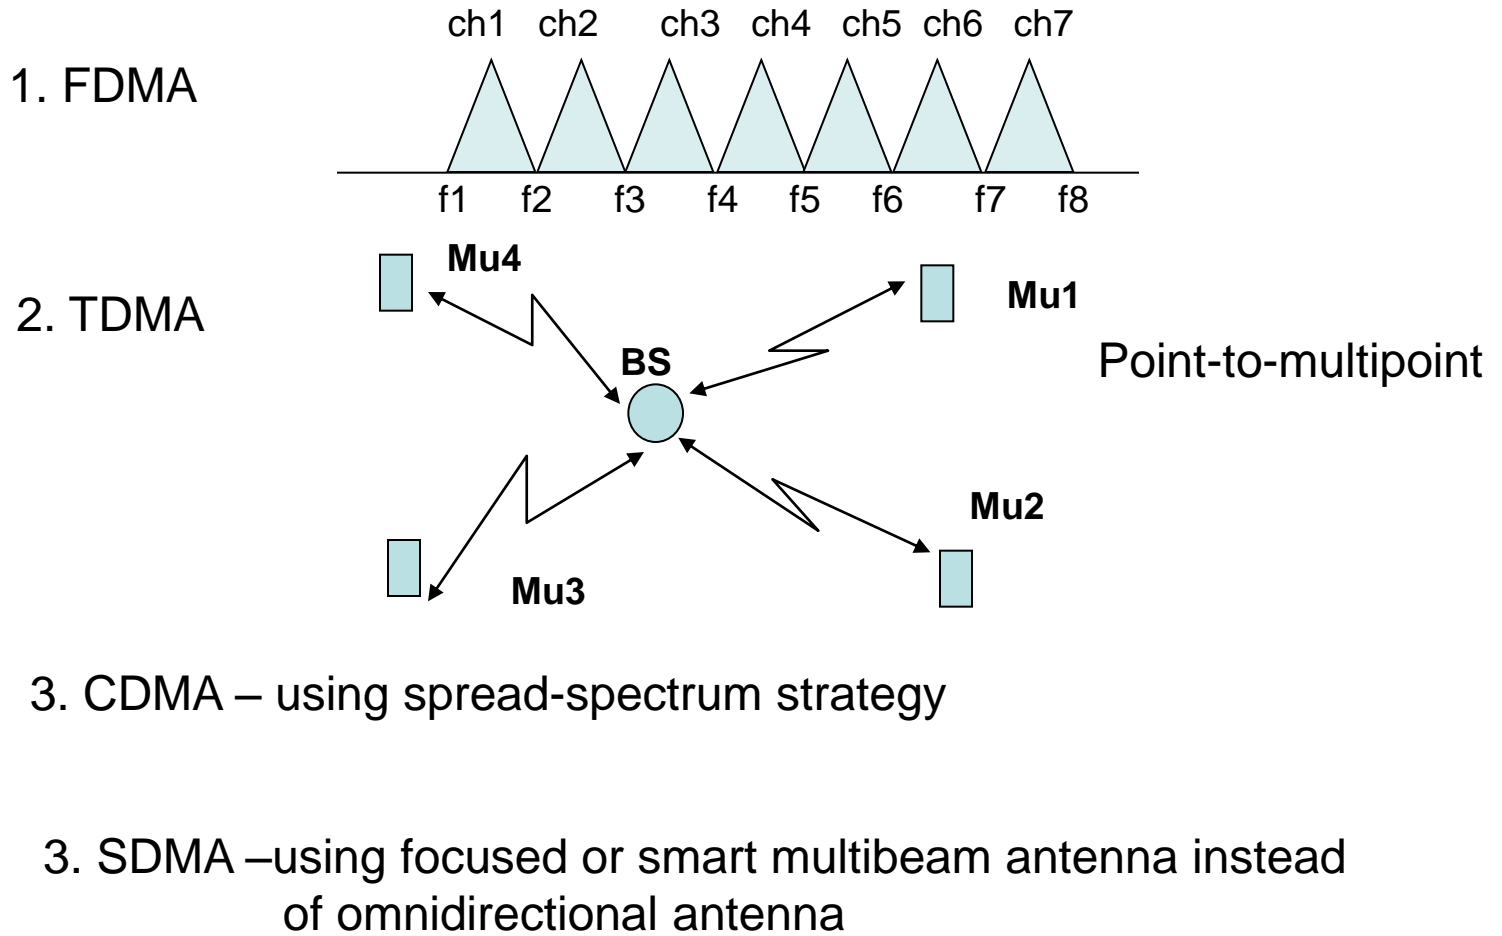 ch1 ch2 ch3 ch4 ch5 ch6 ch7
1. FDMA
f1 f2 f3 f4 f5 f6 f7 f8
Mu4
Mu1
2. TDMA
BS
Point-to-multipoint
Mu2
Mu3
3. CDMA – using spread-spectrum strategy
3. SDMA –using focused or smart multibeam antenna instead
of omnidirectional antenna